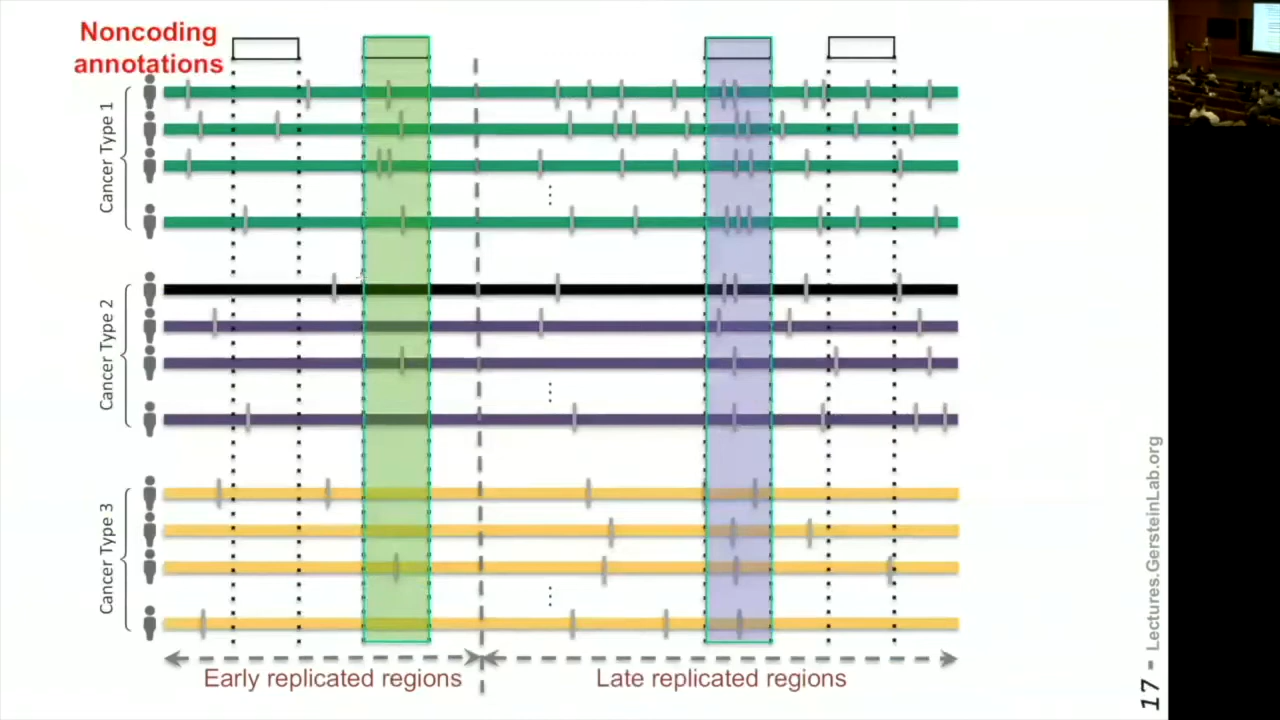 Noncoding
annotations
Cancer Type 1
Cancer Type 2
Cancer Type 3
Early replicated regions
Late replicated regions
17 - Lectures.GersteinLab.org